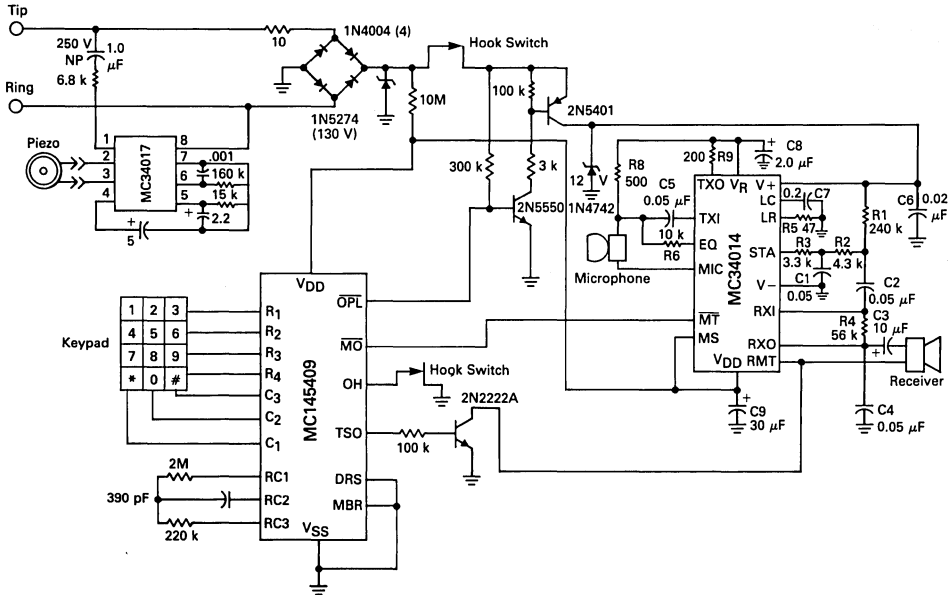 Tip
250 V
NP
1.0
μF
6.8 k
10
1N4004 (4)
Hook Switch
Ring
1N5274
(130 V)
10M
100 k
2N5401
Piezo
1
2
3
4
MC34017
8
7
6
5
.001
160 k
15 k
+
2.2
+
5
300 k
3 k
2N5550
12 V
1N4742
R8
500
C5
0.05 μF
10 k
R6
Microphone
200
R9
+
C8
2.0 μF
TXO
VR
V+
LC
LR
TXI
EQ
MIC
STA
V−
RXI
MT
MS
RXO
VDD
RMT
MC34014
0.2
C7
R5 47
R1
240 k
C6
0.02
μF
R3
3.3 k
R2
4.3 k
C1
0.05
C2
0.05 μF
R4
56 k
C3
10 μF
+
Receiver
+
C9
30 μF
C4
0.05 μF
Keypad
1 2 3
4 5 6
7 8 9
* 0 #
VDD
R1
R2
R3
R4
C3
C2
C1
RC1
RC2
RC3
VSS
MC145409
OPL
MO
OH
TSO
DRS
MBR
Hook Switch
2N2222A
100 k
2M
390 pF
220 k